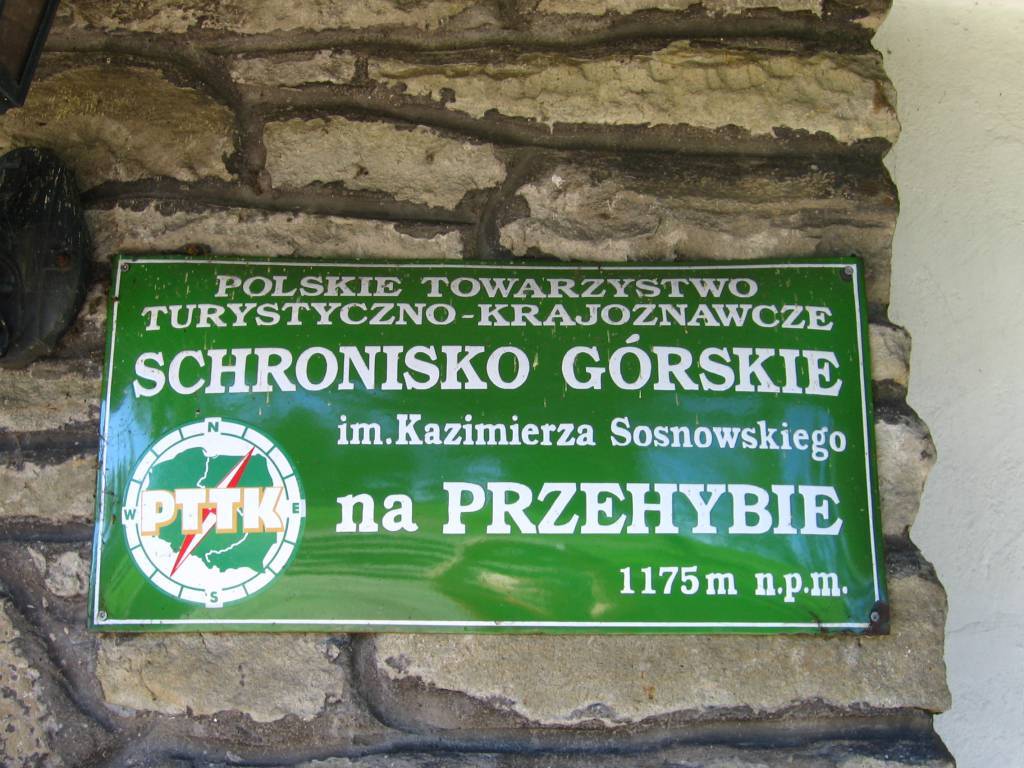 POLSKIE TOWARZYSTWO
TURYSTYCZNO-KRAJOZNAWCZE
SCHRONISKO GÓRSKIE
im.Kazimierza Sosnowskiego
na PRZEHYBIE
1175m n.p.m.
N
W PTTK E
S